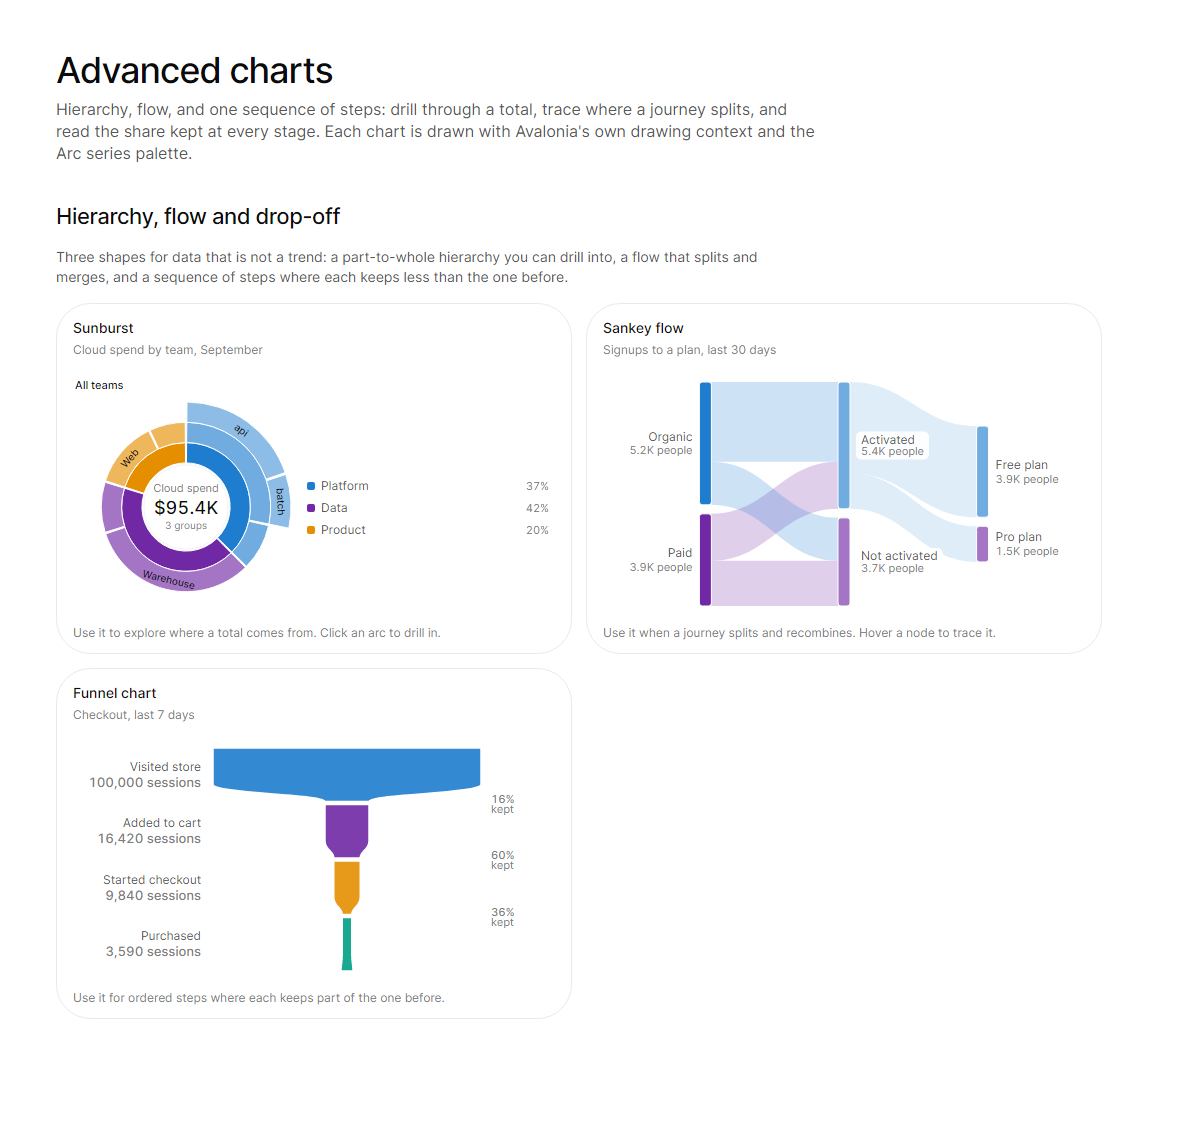 Advanced charts
Hierarchy, flow, and one sequence of steps: drill through a total, trace where a journey splits, and
read the share kept at every stage. Each chart is drawn with Avalonia's own drawing context and the
Arc series palette.
Hierarchy, flow and drop-off
Three shapes for data that is not a trend: a part-to-whole hierarchy you can drill into, a flow that splits and
merges, and a sequence of steps where each keeps less than the one before.
Sunburst
Cloud spend by team, September
All teams
api
Web
batch
Warehouse
Cloud spend
$95.4K
3 groups
Platform 37%
Data 42%
Product 20%
Use it to explore where a total comes from. Click an arc to drill in.
Sankey flow
Signups to a plan, last 30 days
Organic
5.2K people
Paid
3.9K people
Activated
5.4K people
Not activated
3.7K people
Free plan
3.9K people
Pro plan
1.5K people
Use it when a journey splits and recombines. Hover a node to trace it.
Funnel chart
Checkout, last 7 days
Visited store
100,000 sessions
16%
kept
Added to cart
16,420 sessions
60%
kept
Started checkout
9,840 sessions
36%
kept
Purchased
3,590 sessions
Use it for ordered steps where each keeps part of the one before.